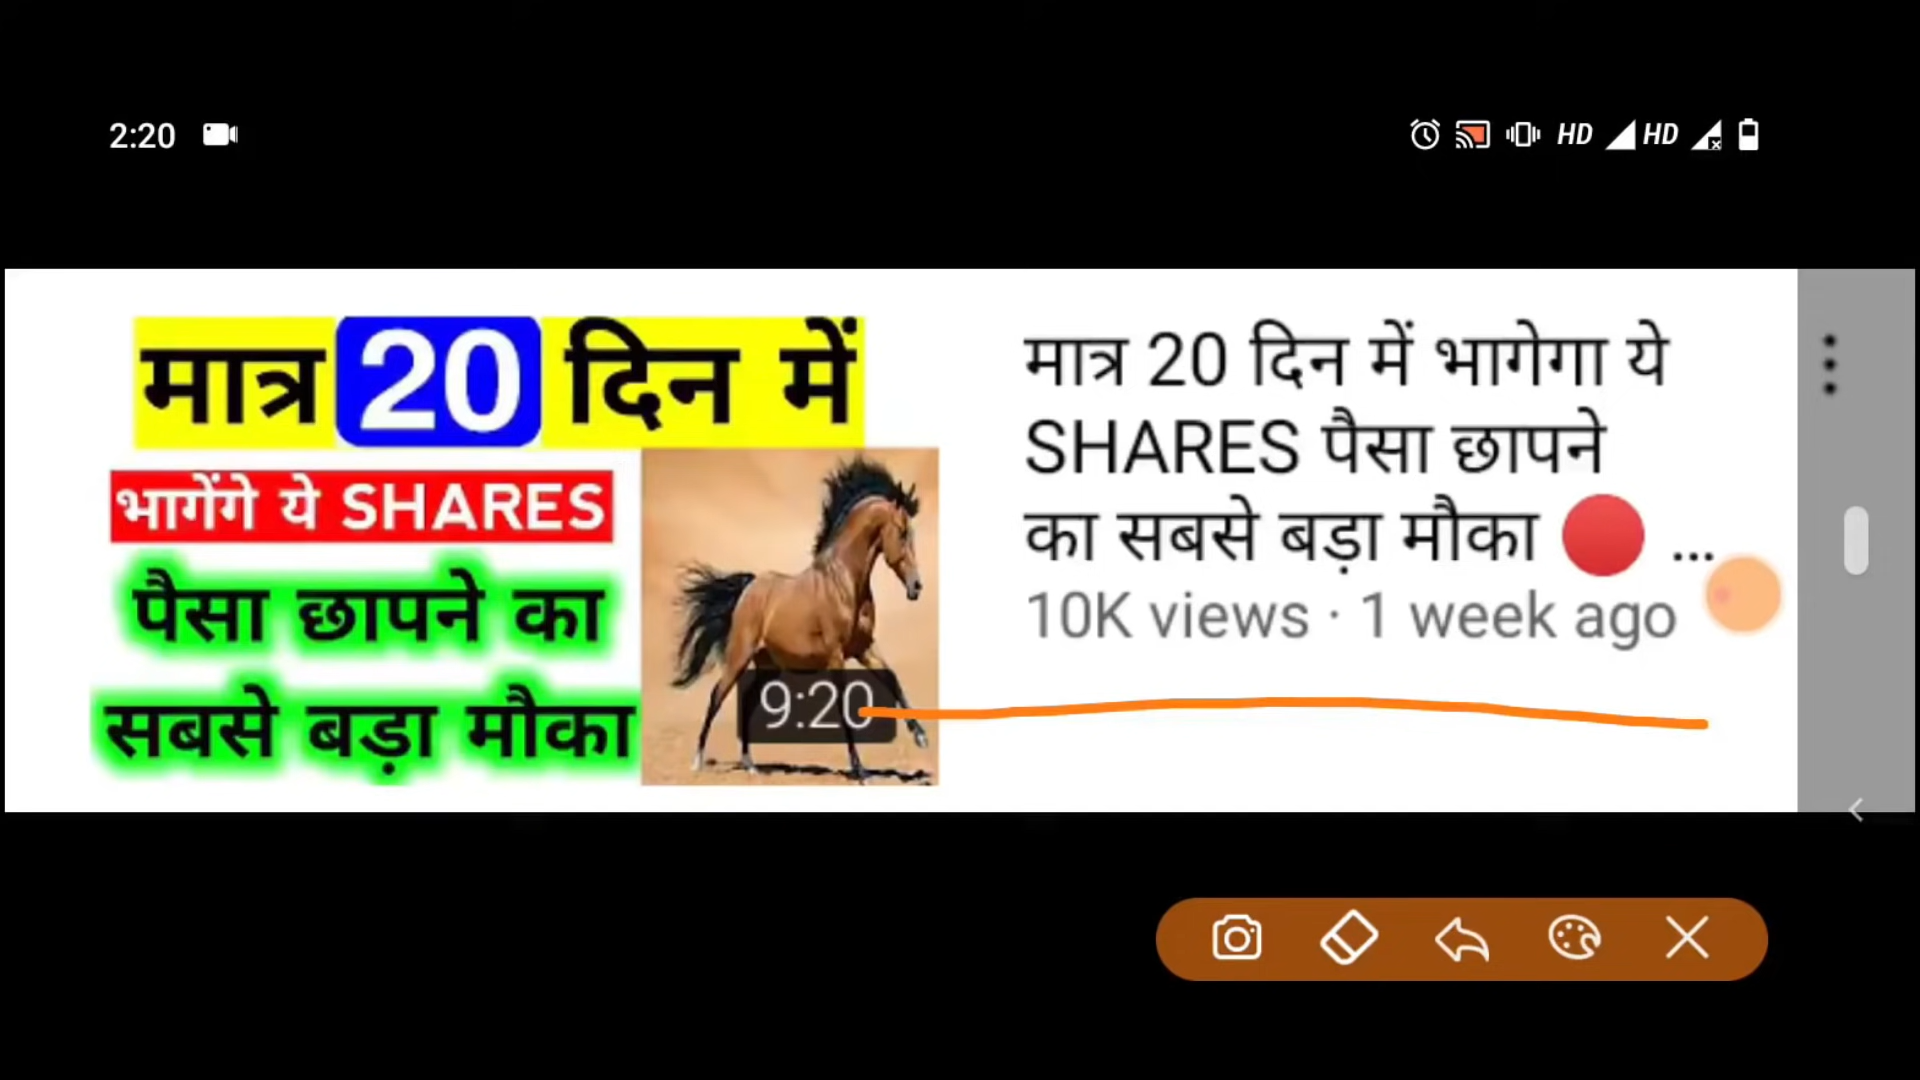 2:20
HD HD
मात्र 20 दिन में
भागेंगे ये SHARES
पैसा छापने का
सबसे बड़ा मौका
9:20
मात्र 20 दिन में भागेगा ये
SHARES पैसा छापने
का सबसे बड़ा मौका 🔴 ...
10K views · 1 week ago